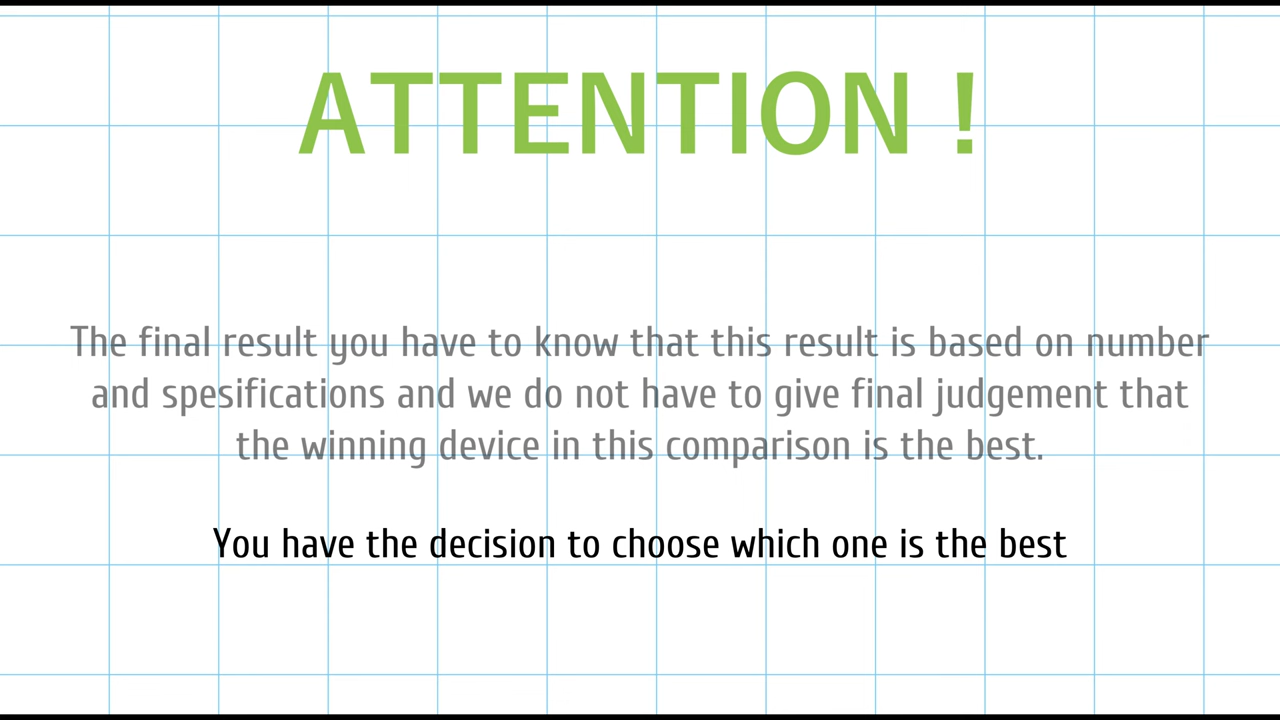 ATTENTION !
The final result you have to know that this result is based on number
and spesifications and we do not have to give final judgement that
the winning device in this comparison is the best.
You have the decision to choose which one is the best